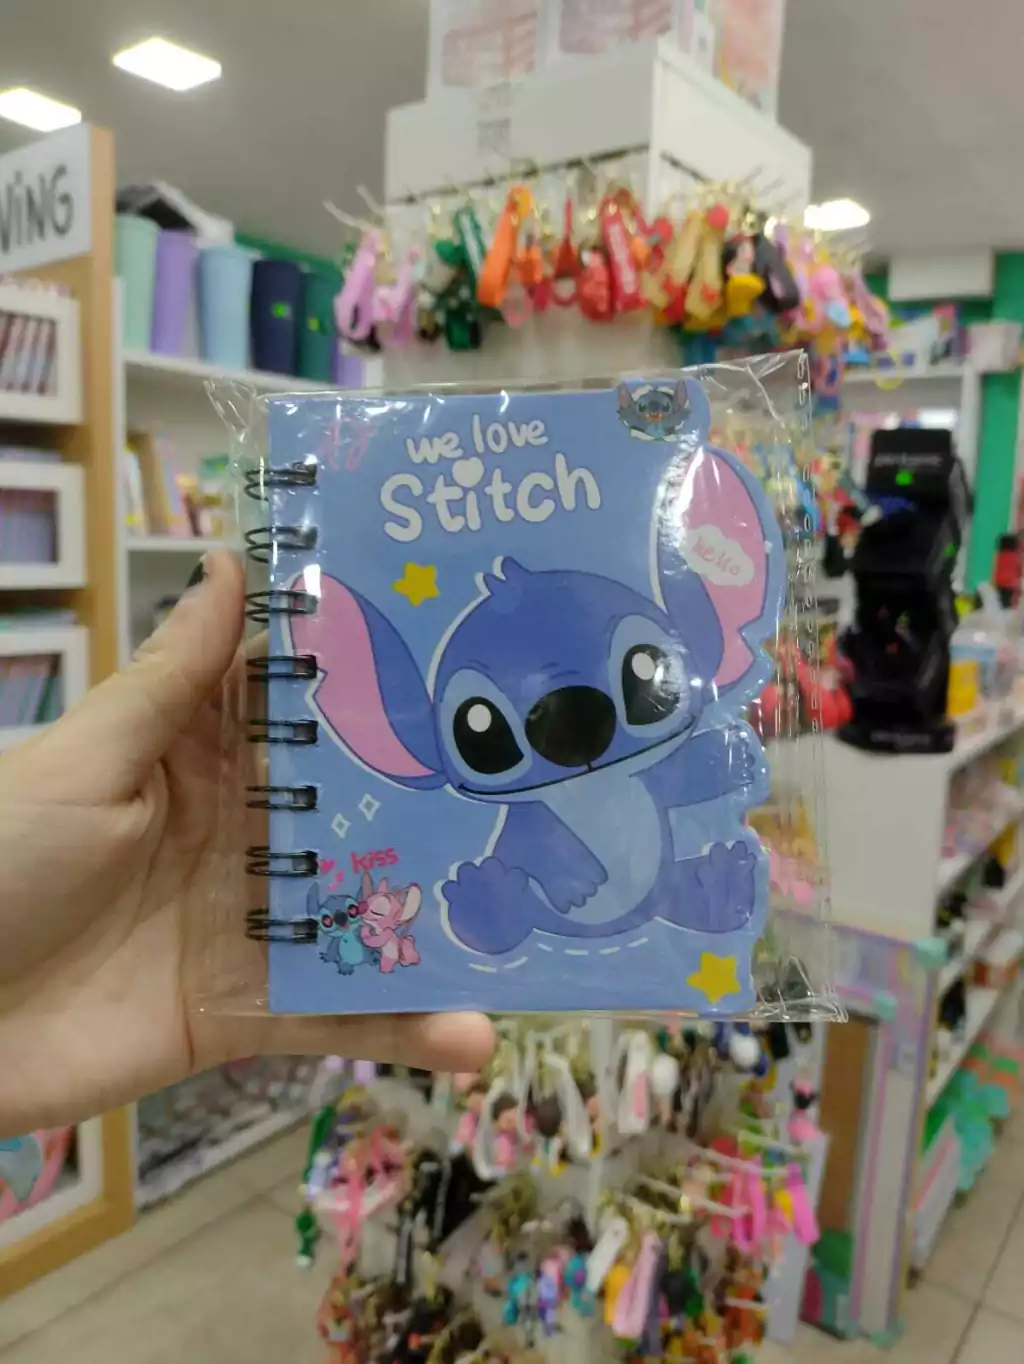 we love
Stitch
Hello
kiss